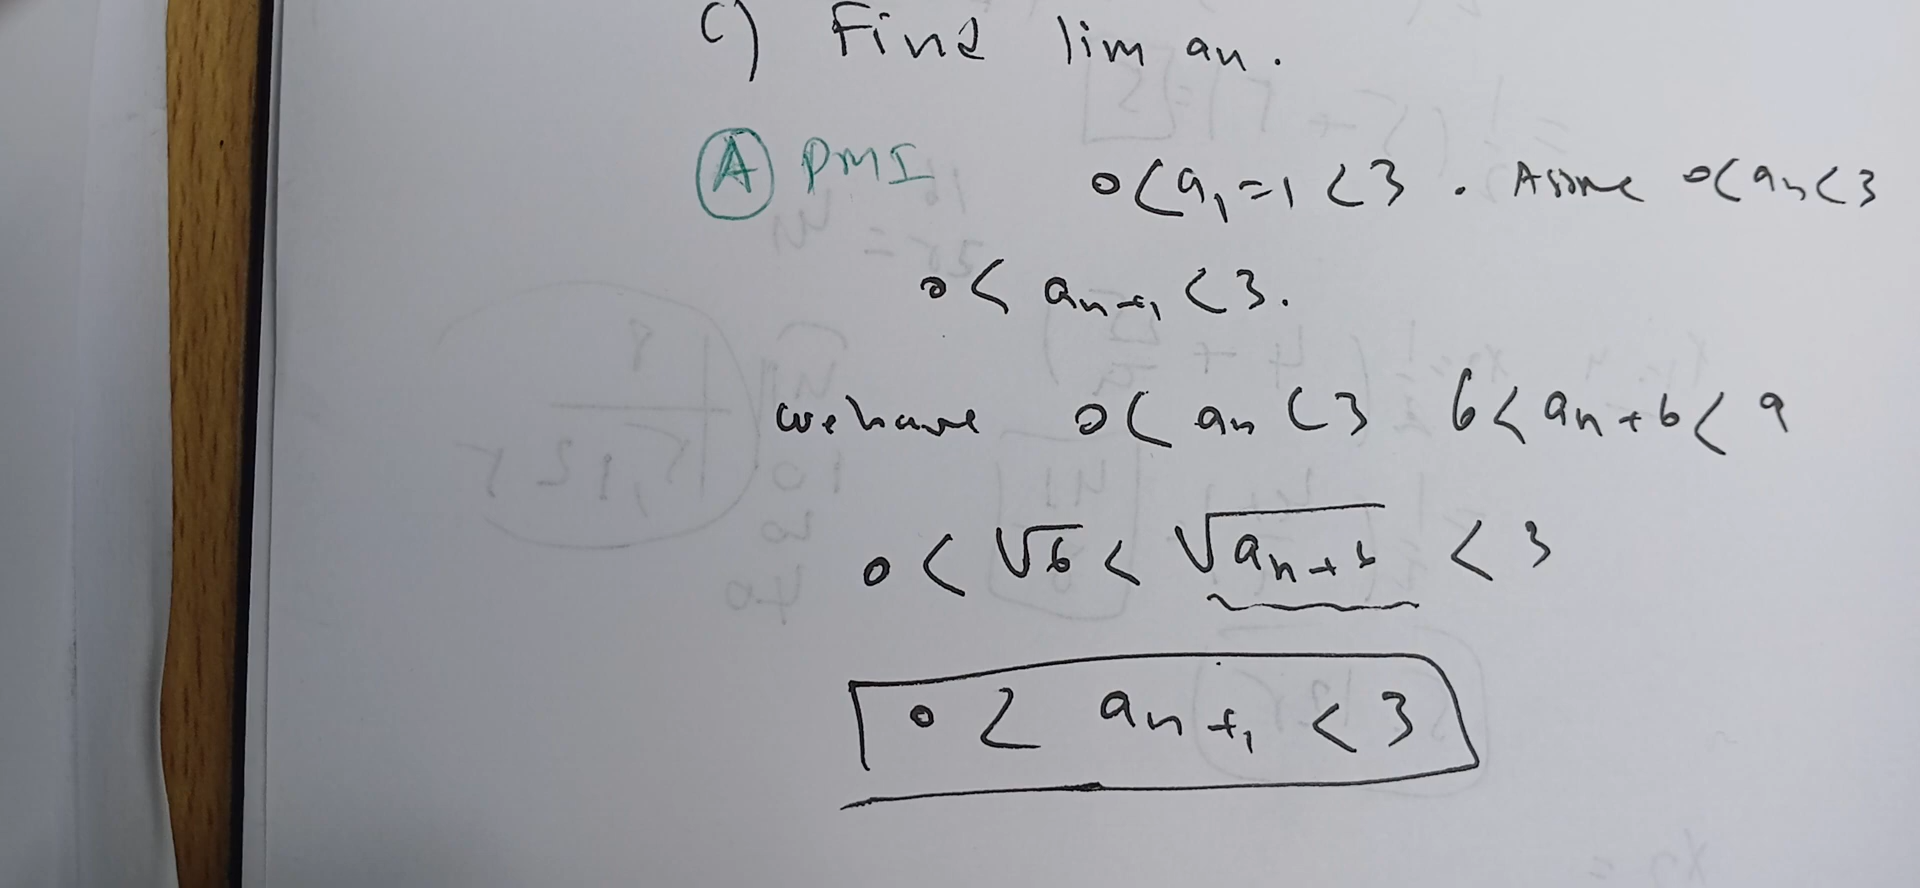 c) Find lim an.
Ⓐ PMI 0<a₁=1<3. Assume 0<aₙ<3
0< aₙ₊₁ <3.
we have 0< aₙ <3 6< aₙ+6< 9
0 < √6 < √aₙ+6 < 3
0 < aₙ₊₁ < 3